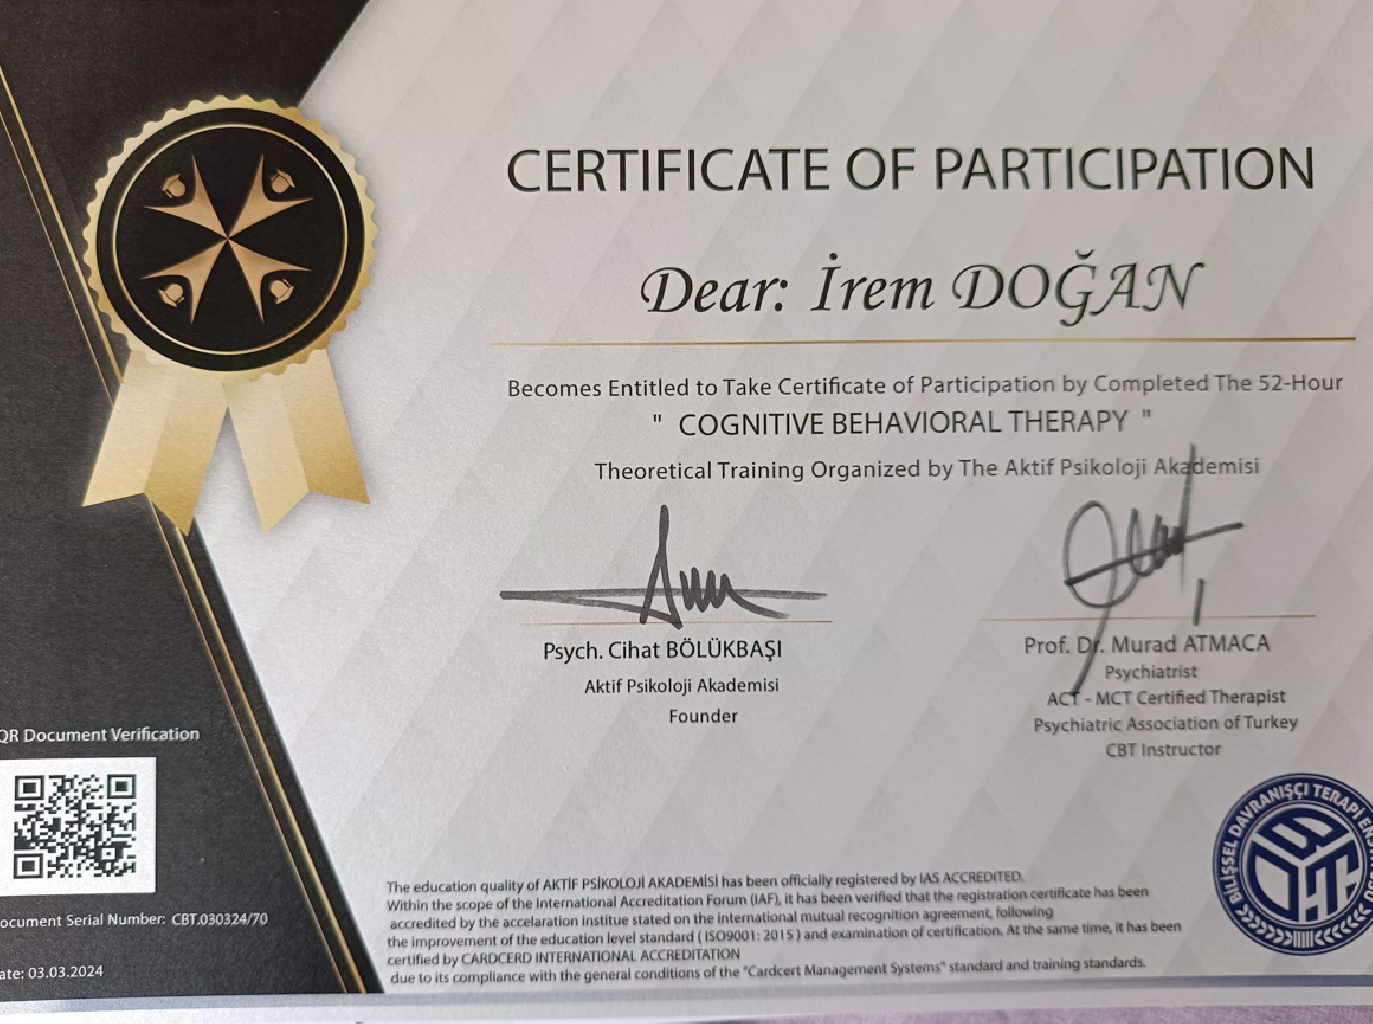 CERTIFICATE OF PARTICIPATION
Dear: İrem DOĞAN
Becomes Entitled to Take Certificate of Participation by Completed The 52-Hour
" COGNITIVE BEHAVIORAL THERAPY "
Theoretical Training Organized by The Aktif Psikoloji Akademisi
Psych. Cihat BÖLÜKBAŞI
Aktif Psikoloji Akademisi
Founder
Prof. Dr. Murad ATMACA
Psychiatrist
ACT - MCT Certified Therapist
Psychiatric Association of Turkey
CBT Instructor
QR Document Verification
ocument Serial Number: CBT.030324/70
ate: 03.03.2024
The education quality of AKTİF PSİKOLOJİ AKADEMİSİ has been officially registered by IAS ACCREDITED.
Within the scope of the International Accreditation Forum (IAF), it has been verified that the registration certificate has been
accredited by the accelaration institue stated on the international mutual recognition agreement, following
the improvement of the education level standard ( ISO9001: 2015 ) and examination of certification. At the same time, it has been
certified by CARDCERD INTERNATIONAL ACCREDITATION
due to its compliance with the general conditions of the "Cardcert Management Systems" standard and training standards.
BİLİŞSEL DAVRANIŞÇI TERAPİ